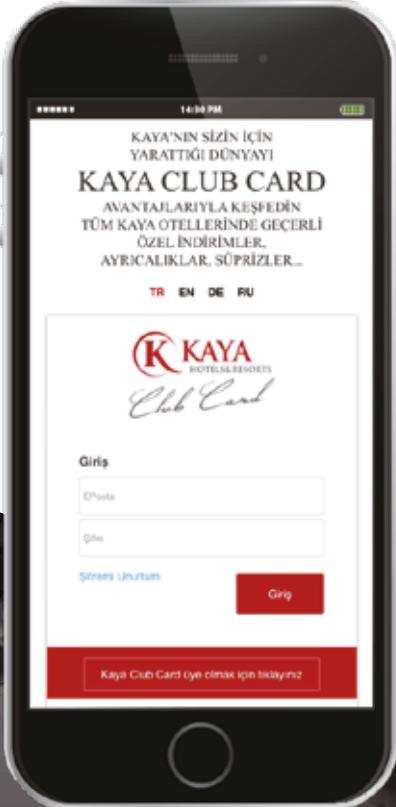 14:30 PM
KAYA'NIN SİZİN İÇİN
YARATTIĞI DÜNYAYI
KAYA CLUB CARD
AVANTAJLARIYLA KEŞFEDİN
TÜM KAYA OTELLERİNDE GEÇERLİ
ÖZEL İNDİRİMLER,
AYRICALIKLAR, SÜPRİZLER...
TR EN DE RU
K KAYA
HOTELS&RESORTS
Club Card
Giriş
EPosta
Şifre
Şifremi Unuttum
Giriş
Kaya Club Card üye olmak için tıklayınız